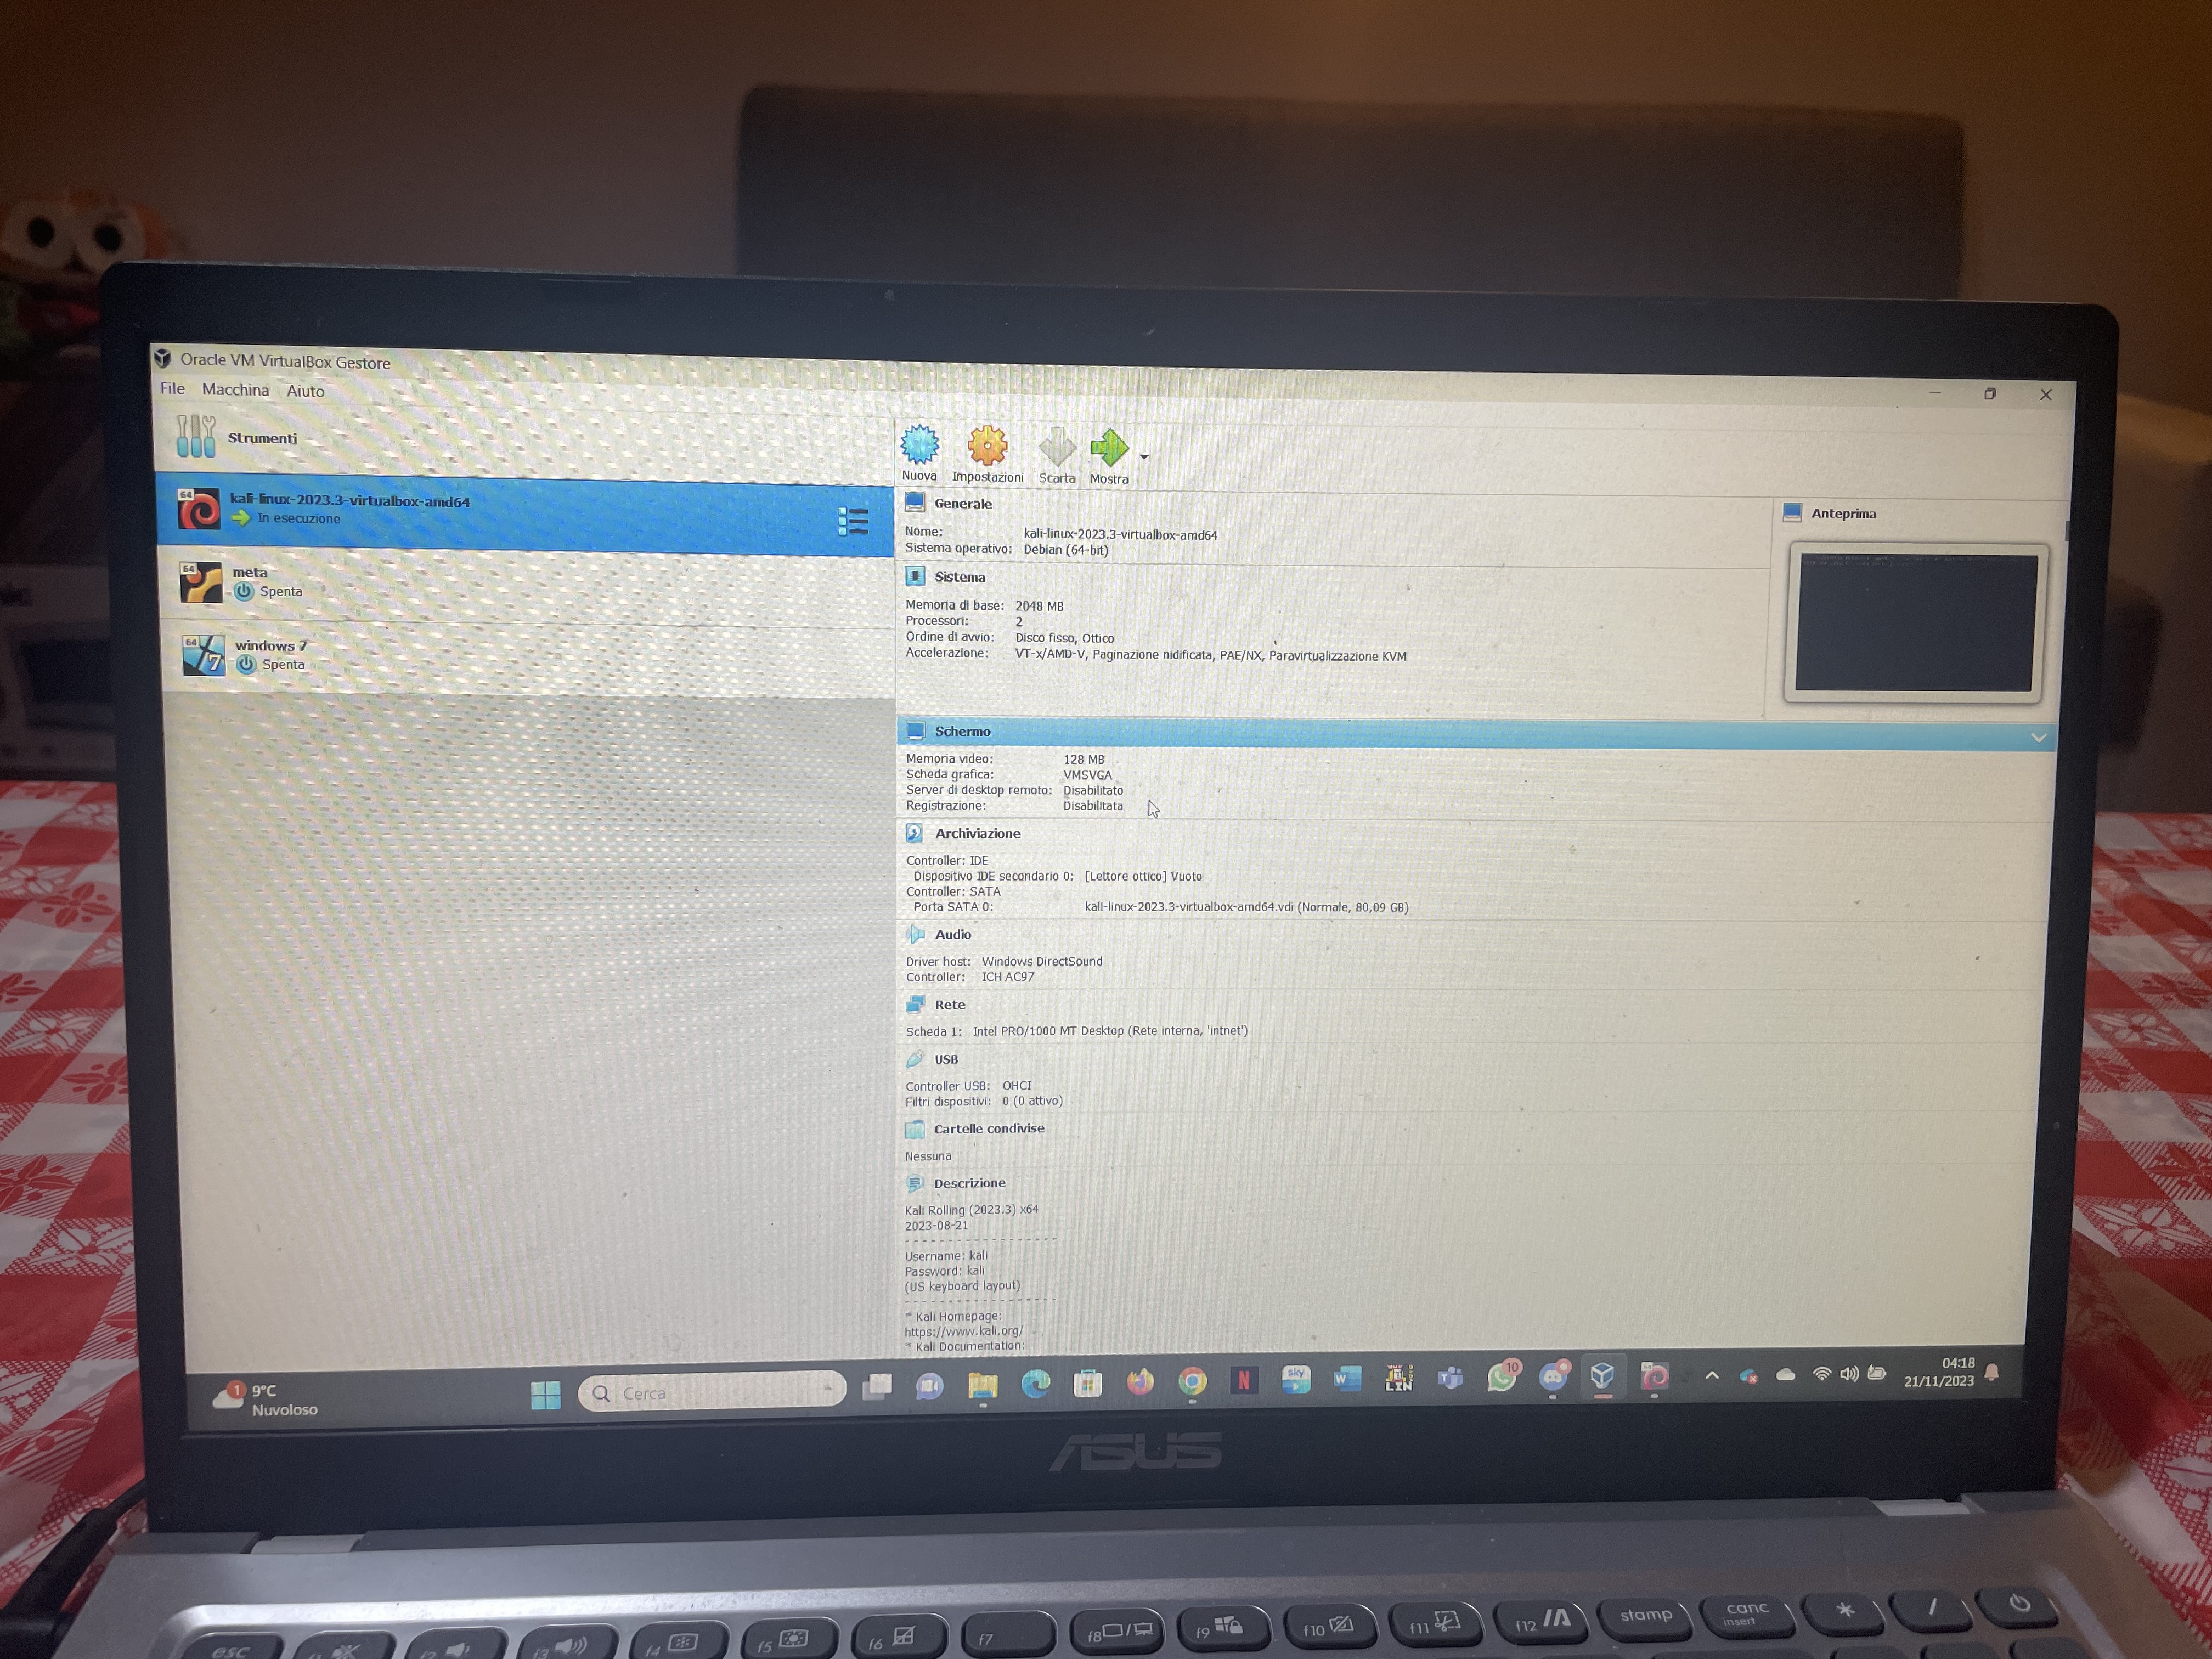 Oracle VM VirtualBox Gestore
File Macchina Aiuto
Strumenti
Nuova Impostazioni Scarta Mostra
64
kali-linux-2023.3-virtualbox-amd64
In esecuzione
64
meta
Spenta
64
windows 7
Spenta
Generale
Nome: kali-linux-2023.3-virtualbox-amd64
Sistema operativo: Debian (64-bit)
Anteprima
Sistema
Memoria di base: 2048 MB
Processori: 2
Ordine di avvio: Disco fisso, Ottico
Accelerazione: VT-x/AMD-V, Paginazione nidificata, PAE/NX, Paravirtualizzazione KVM
Schermo
Memoria video: 128 MB
Scheda grafica: VMSVGA
Server di desktop remoto: Disabilitato
Registrazione: Disabilitata
Archiviazione
Controller: IDE
Dispositivo IDE secondario 0: [Lettore ottico] Vuoto
Controller: SATA
Porta SATA 0: kali-linux-2023.3-virtualbox-amd64.vdi (Normale, 80,09 GB)
Audio
Driver host: Windows DirectSound
Controller: ICH AC97
Rete
Scheda 1: Intel PRO/1000 MT Desktop (Rete interna, 'intnet')
USB
Controller USB: OHCI
Filtri dispositivi: 0 (0 attivo)
Cartelle condivise
Nessuna
Descrizione
Kali Rolling (2023.3) x64
2023-08-21
- - - - - - - - - - - - - - - - - - - -
Username: kali
Password: kali
(US keyboard layout)
- - - - - - - - - - - - - - - - - - - -
* Kali Homepage:
https://www.kali.org/
* Kali Documentation:
1 9°C
Nuvoloso
Cerca
N sky W LIN T 10
04:18
21/11/2023
ASUS
esc f2 f3 f4 f5 f6 f7 f8 f9 f10 f11 f12 stamp canc * /
insert